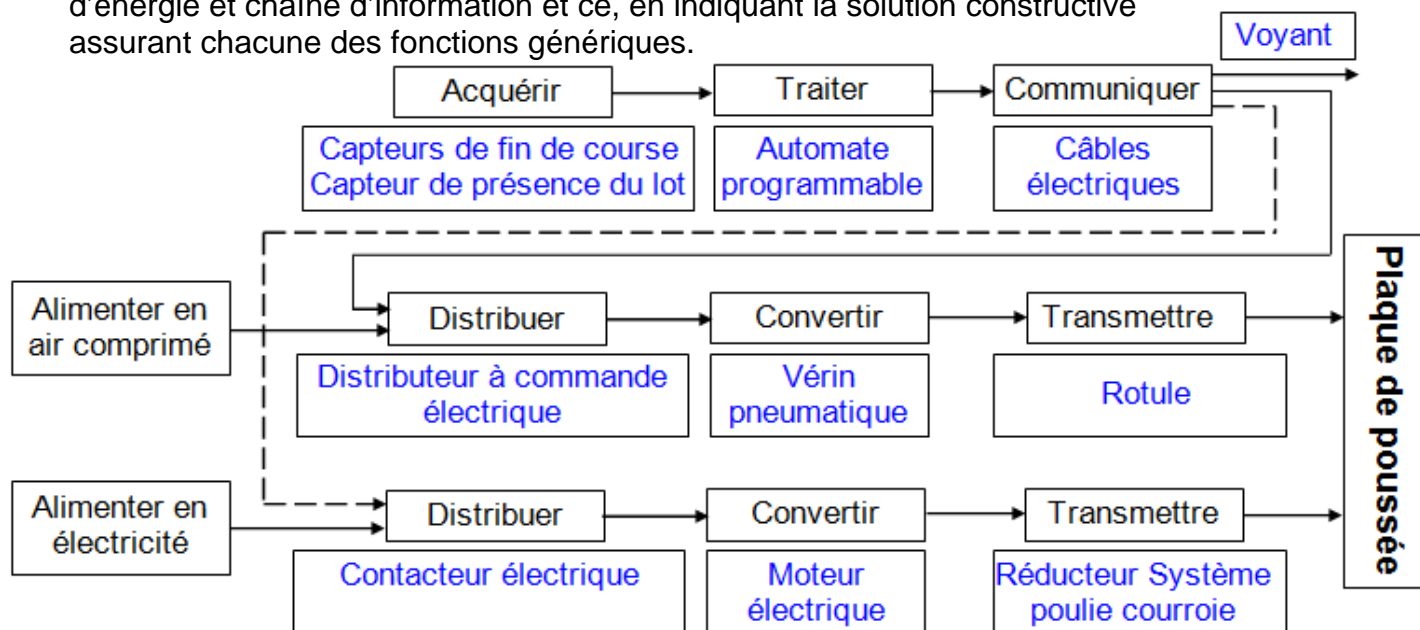 d'énergie et chaîne d'information et ce, en indiquant la solution constructive
assurant chacune des fonctions génériques.
Voyant
Acquérir
Traiter
Communiquer
Capteurs de fin de course
Capteur de présence du lot
Automate
programmable
Câbles
électriques
Alimenter en
air comprimé
Distribuer
Convertir
Transmettre
Distributeur à commande
électrique
Vérin
pneumatique
Rotule
Plaque de poussée
Alimenter en
électricité
Distribuer
Convertir
Transmettre
Contacteur électrique
Moteur
électrique
Réducteur Système
poulie courroie